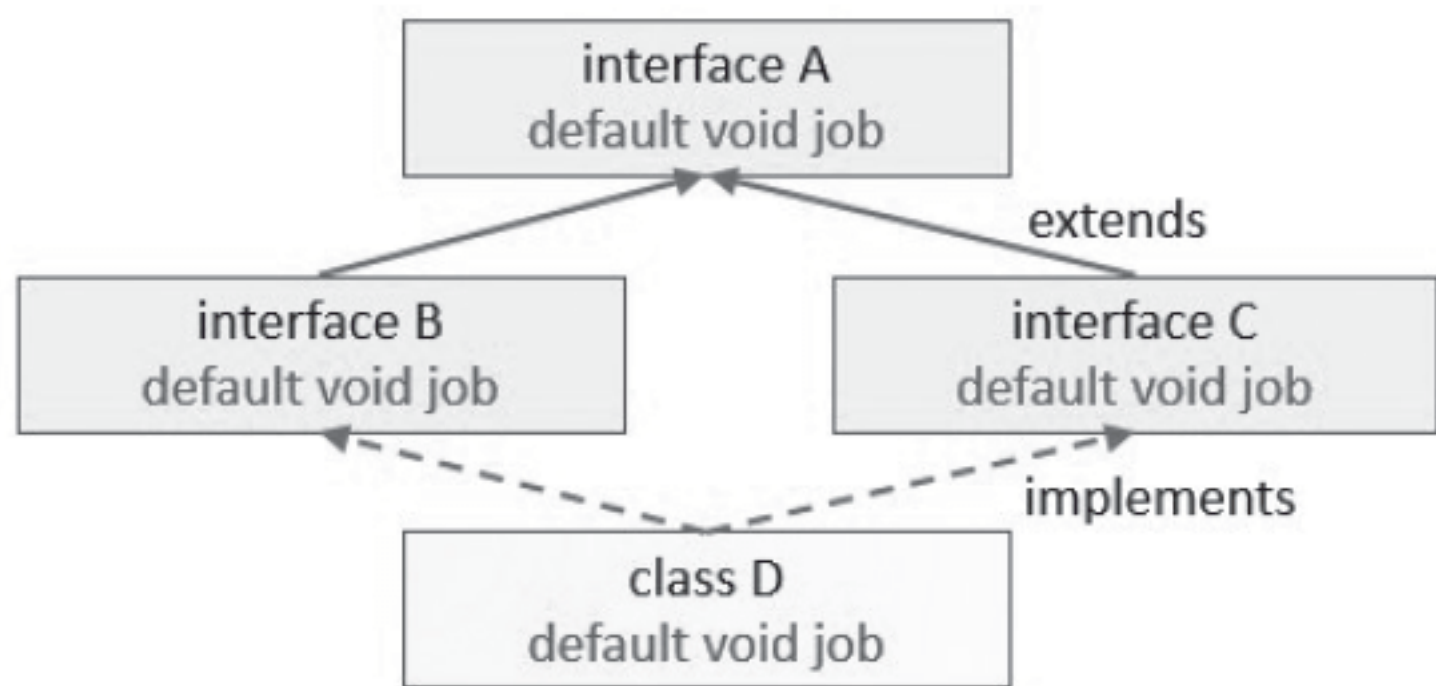 interface A
default void job
extends
interface B
default void job
interface C
default void job
implements
class D
default void job